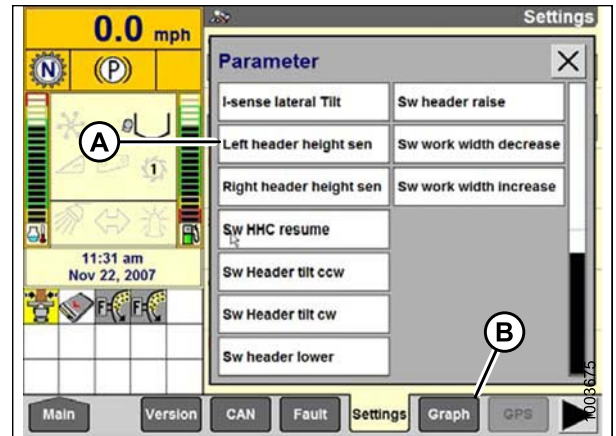 0.0 mph
Settings
N
(P)
Parameter
X
I-sense lateral Tilt
Sw header raise
A
Left header height sen
Sw work width decrease
1
Right header height sen
Sw work width increase
Sw HHC resume
11:31 am
Nov 22, 2007
Sw Header tilt ccw
F
F
Sw Header tilt cw
B
Sw header lower
Main
Version
CAN
Fault
Settings
Graph
GPS
1003675